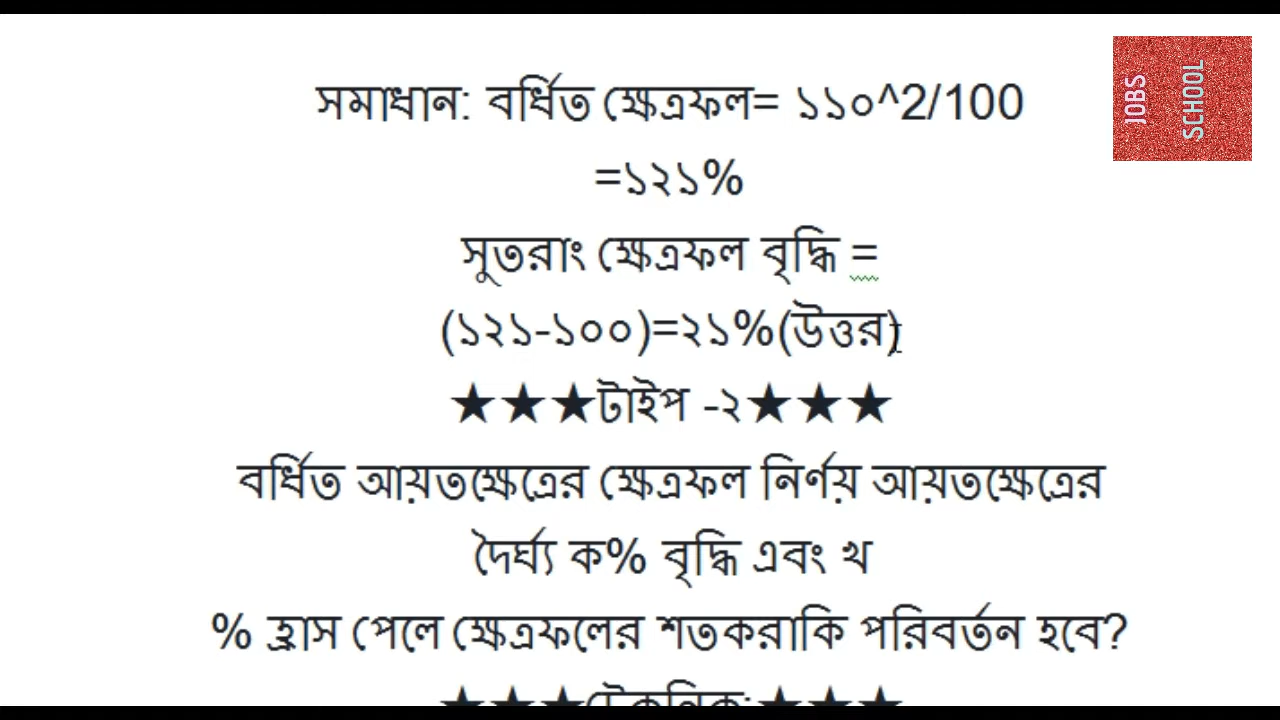 সমাধান: বর্ধিত ক্ষেত্রফল= ১১০^2/100
=১২১%
সুতরাং ক্ষেত্রফল বৃদ্ধি =
(১২১-১০০)=২১%(উত্তর)
★★★টাইপ -২★★★
বর্ধিত আয়তক্ষেত্রের ক্ষেত্রফল নির্ণয় আয়তক্ষেত্রের
দৈর্ঘ্য ক% বৃদ্ধি এবং খ
% হ্রাস পেলে ক্ষেত্রফলের শতকরাকি পরিবর্তন হবে?
★★★টেকনিক:★★★
JOBS
SCHOOL